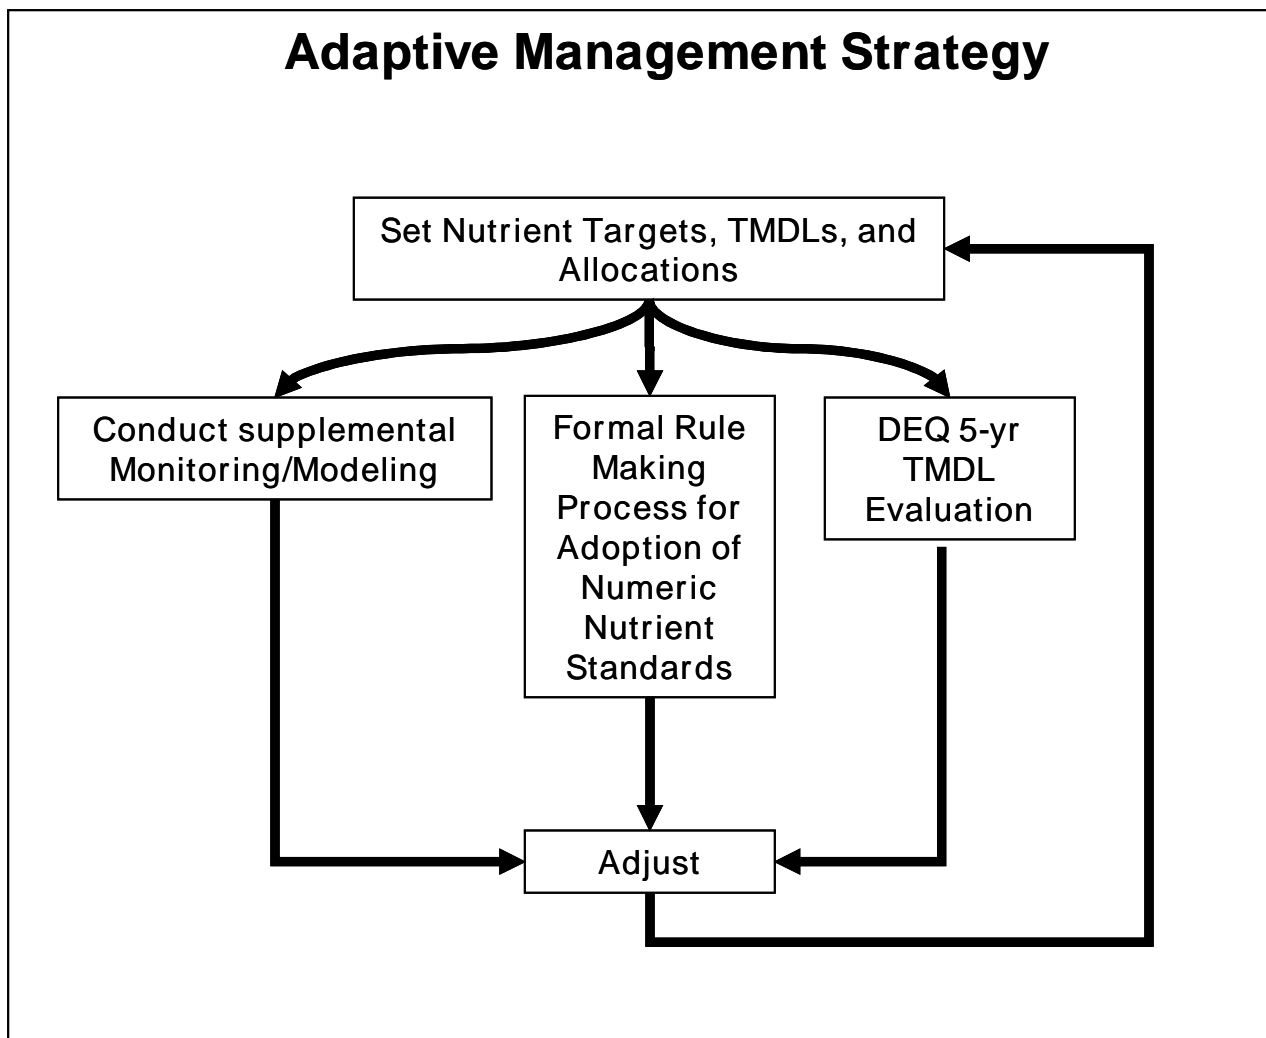 Adaptive Management Strategy
Set Nutrient Targets, TMDLs, and
Allocations
Conduct supplemental
Monitoring/Modeling
Formal Rule
Making
Process for
Adoption of
Numeric
Nutrient
Standards
DEQ 5-yr
TMDL
Evaluation
Adjust